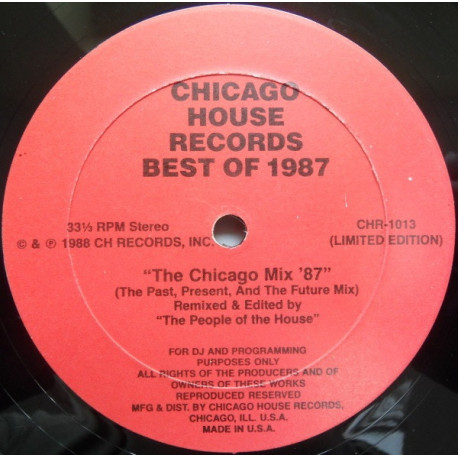 CHICAGO
HOUSE
RECORDS
BEST OF 1987
33⅓ RPM Stereo
© & ℗ 1988 CH RECORDS, INC.
CHR-1013
(LIMITED EDITION)
"The Chicago Mix '87"
(The Past, Present, And The Future Mix)
Remixed & Edited by
"The People of the House"
FOR DJ AND PROGRAMMING
PURPOSES ONLY
ALL RIGHTS OF THE PRODUCERS AND OF
OWNERS OF THESE WORKS
REPRODUCED RESERVED
MFG & DIST. BY CHICAGO HOUSE RECORDS,
CHICAGO, ILL. U.S.A.
MADE IN U.S.A.